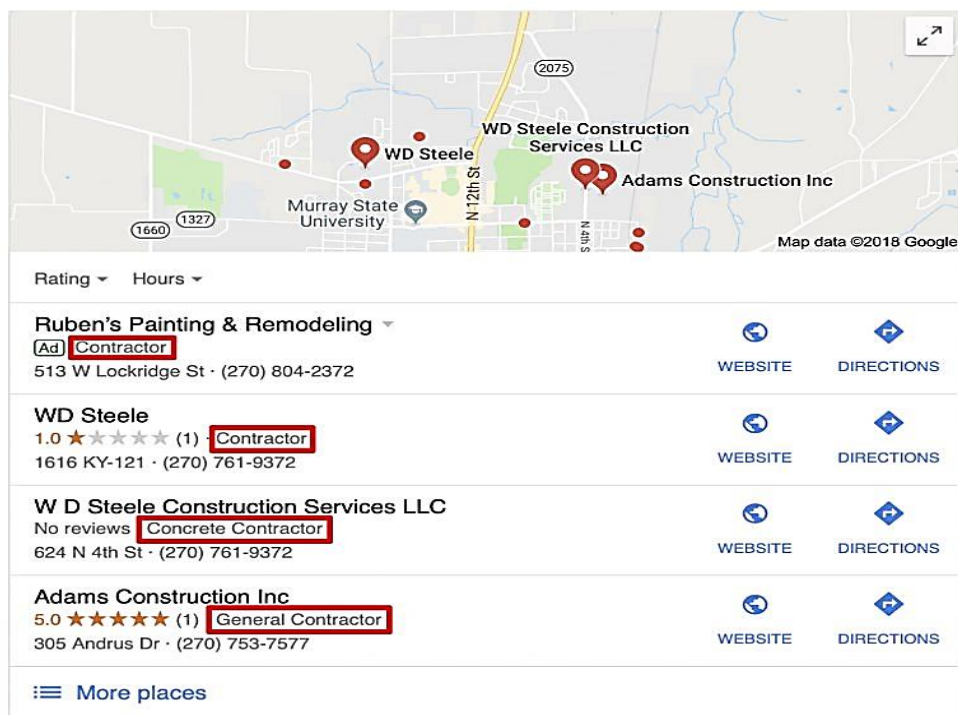 2075
WD Steele Construction
Services LLC
WD Steele
Adams Construction Inc
N 12th St
Murray State
University
N 4th S
1327
1660
Map data ©2018 Google
Rating Hours
Ruben's Painting & Remodeling
Ad Contractor
513 W Lockridge St · (270) 804-2372
WEBSITE DIRECTIONS
WD Steele
1.0 (1) · Contractor
1616 KY-121 · (270) 761-9372
WEBSITE DIRECTIONS
W D Steele Construction Services LLC
No reviews Concrete Contractor
624 N 4th St · (270) 761-9372
WEBSITE DIRECTIONS
Adams Construction Inc
5.0 ★★★★★ (1) General Contractor
305 Andrus Dr · (270) 753-7577
WEBSITE DIRECTIONS
More places